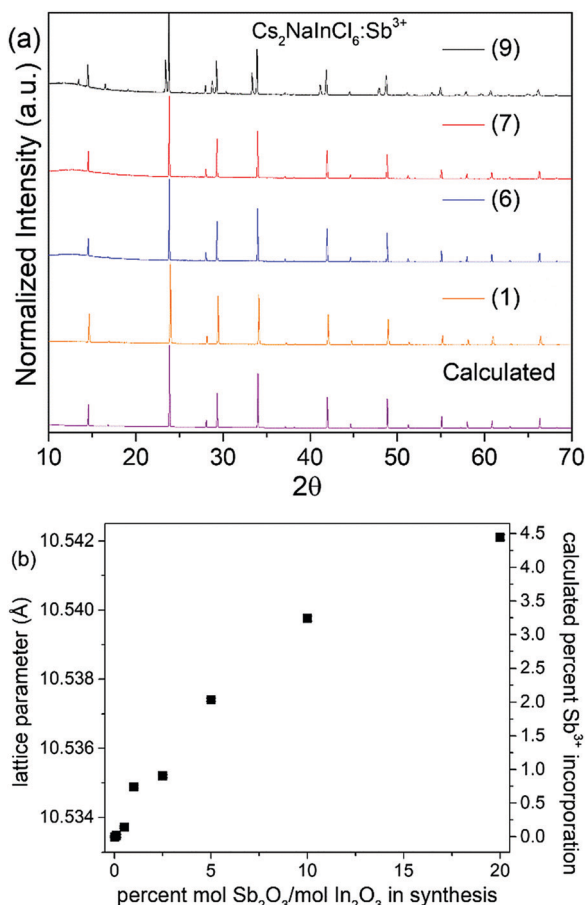 (a)
Cs₂NaInCl₆:Sb³⁺
(9)
(7)
(6)
(1)
Calculated
Normalized Intensity (a.u.)
10 20 30 40 50 60 70
2θ
(b)
10.542
10.540
10.538
10.536
10.534
lattice parameter (Å)
4.5
4.0
3.5
3.0
2.5
2.0
1.5
1.0
0.5
0.0
calculated percent Sb³⁺ incorporation
0 5 10 15 20
percent mol Sb₂O₃/mol In₂O₃ in synthesis